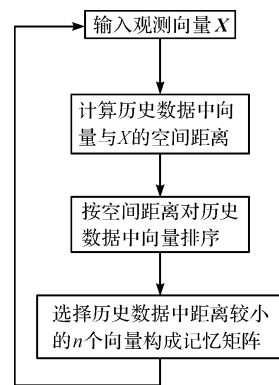 输入观测向量X
计算历史数据中向
量与X的空间距离
按空间距离对历史
数据中向量排序
选择历史数据中距离较小
的n个向量构成记忆矩阵